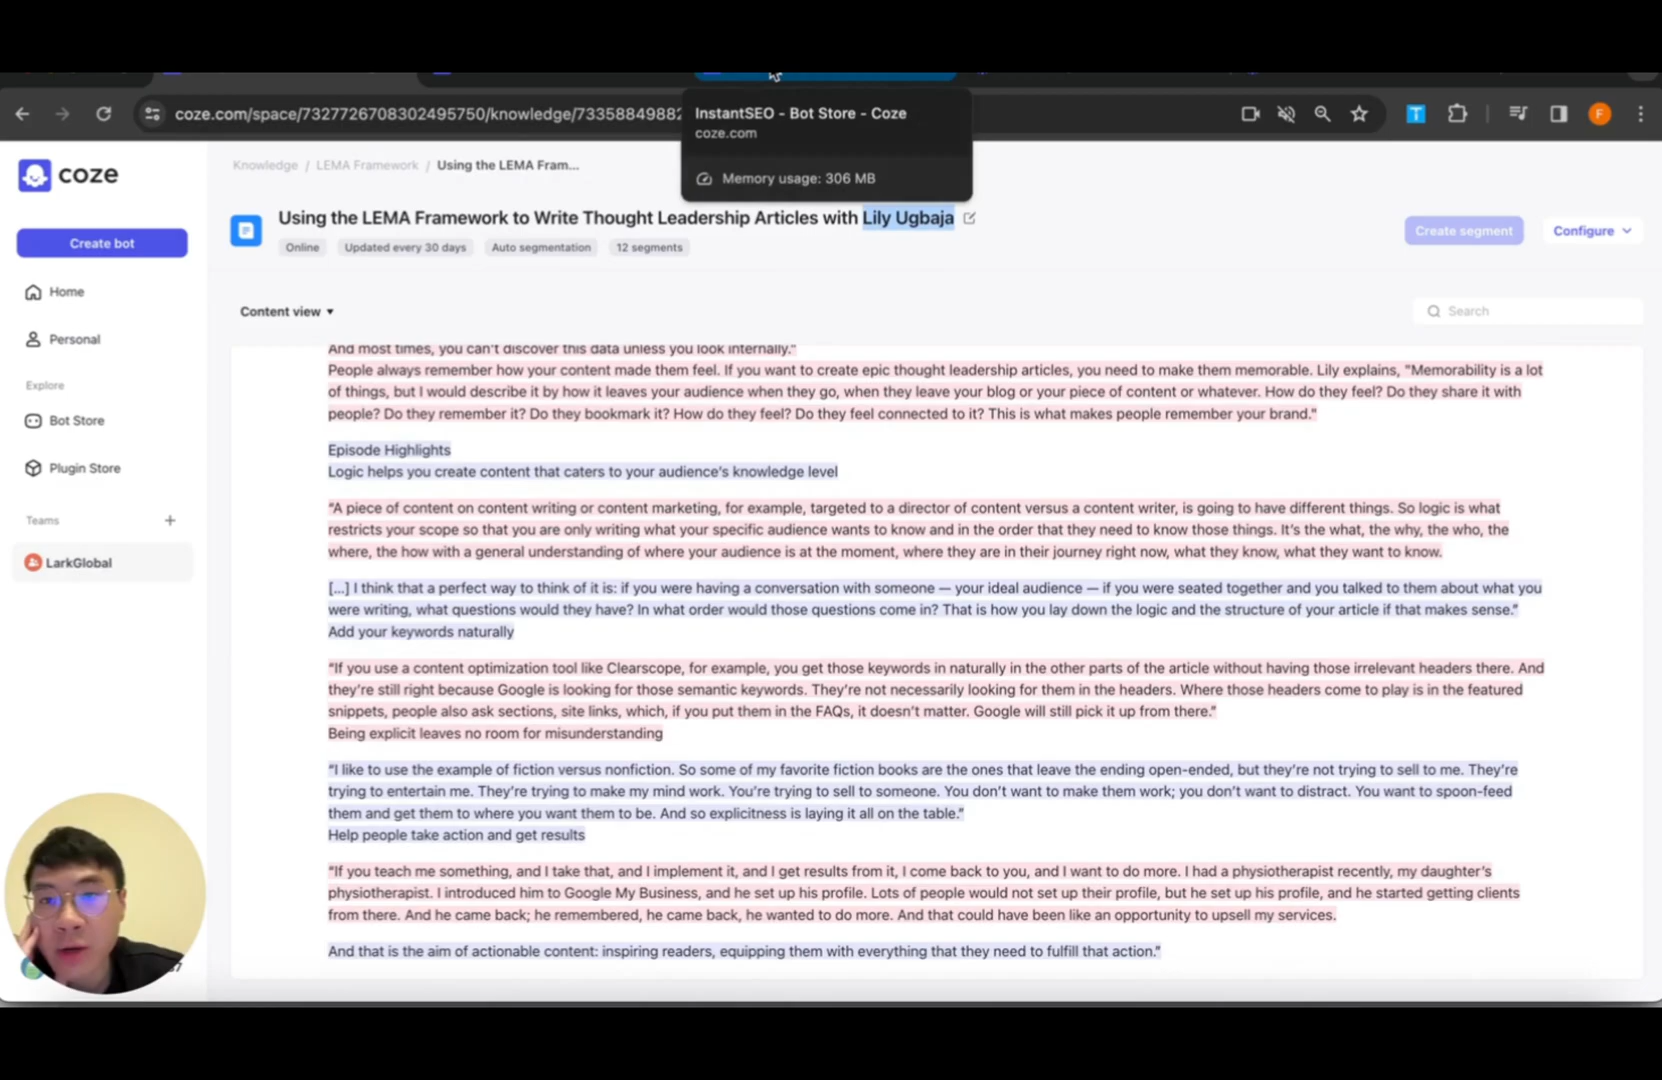 coze.com/space/7327726708302495750/knowledge/7335884988
InstantSEO - Bot Store - Coze
coze.com
Memory usage: 306 MB
T
F
coze
Knowledge / LEMA Framework / Using the LEMA Fram...
Using the LEMA Framework to Write Thought Leadership Articles with Lily Ugbaja
Online
Updated every 30 days
Auto segmentation
12 segments
Create segment
Configure
Create bot
Home
Personal
Explore
Bot Store
Plugin Store
Teams
LarkGlobal
Content view
Search
And most times, you can't discover this data unless you look internally."
People always remember how your content made them feel. If you want to create epic thought leadership articles, you need to make them memorable. Lily explains, "Memorability is a lot
of things, but I would describe it by how it leaves your audience when they go, when they leave your blog or your piece of content or whatever. How do they feel? Do they share it with
people? Do they remember it? Do they bookmark it? How do they feel? Do they feel connected to it? This is what makes people remember your brand."
Episode Highlights
Logic helps you create content that caters to your audience's knowledge level
“A piece of content on content writing or content marketing, for example, targeted to a director of content versus a content writer, is going to have different things. So logic is what
restricts your scope so that you are only writing what your specific audience wants to know and in the order that they need to know those things. It's the what, the why, the who, the
where, the how with a general understanding of where your audience is at the moment, where they are in their journey right now, what they know, what they want to know.
[...] I think that a perfect way to think of it is: if you were having a conversation with someone — your ideal audience — if you were seated together and you talked to them about what you
were writing, what questions would they have? In what order would those questions come in? That is how you lay down the logic and the structure of your article if that makes sense.”
Add your keywords naturally
“If you use a content optimization tool like Clearscope, for example, you get those keywords in naturally in the other parts of the article without having those irrelevant headers there. And
they're still right because Google is looking for those semantic keywords. They're not necessarily looking for them in the headers. Where those headers come to play is in the featured
snippets, people also ask sections, site links, which, if you put them in the FAQs, it doesn't matter. Google will still pick it up from there.”
Being explicit leaves no room for misunderstanding
“I like to use the example of fiction versus nonfiction. So some of my favorite fiction books are the ones that leave the ending open-ended, but they're not trying to sell to me. They're
trying to entertain me. They're trying to make my mind work. You're trying to sell to someone. You don't want to make them work; you don't want to distract. You want to spoon-feed
them and get them to where you want them to be. And so explicitness is laying it all on the table.”
Help people take action and get results
“If you teach me something, and I take that, and I implement it, and I get results from it, I come back to you, and I want to do more. I had a physiotherapist recently, my daughter's
physiotherapist. I introduced him to Google My Business, and he set up his profile. Lots of people would not set up their profile, but he set up his profile, and he started getting clients
from there. And he came back; he remembered, he came back, he wanted to do more. And that could have been like an opportunity to upsell my services.
And that is the aim of actionable content: inspiring readers, equipping them with everything that they need to fulfill that action.”